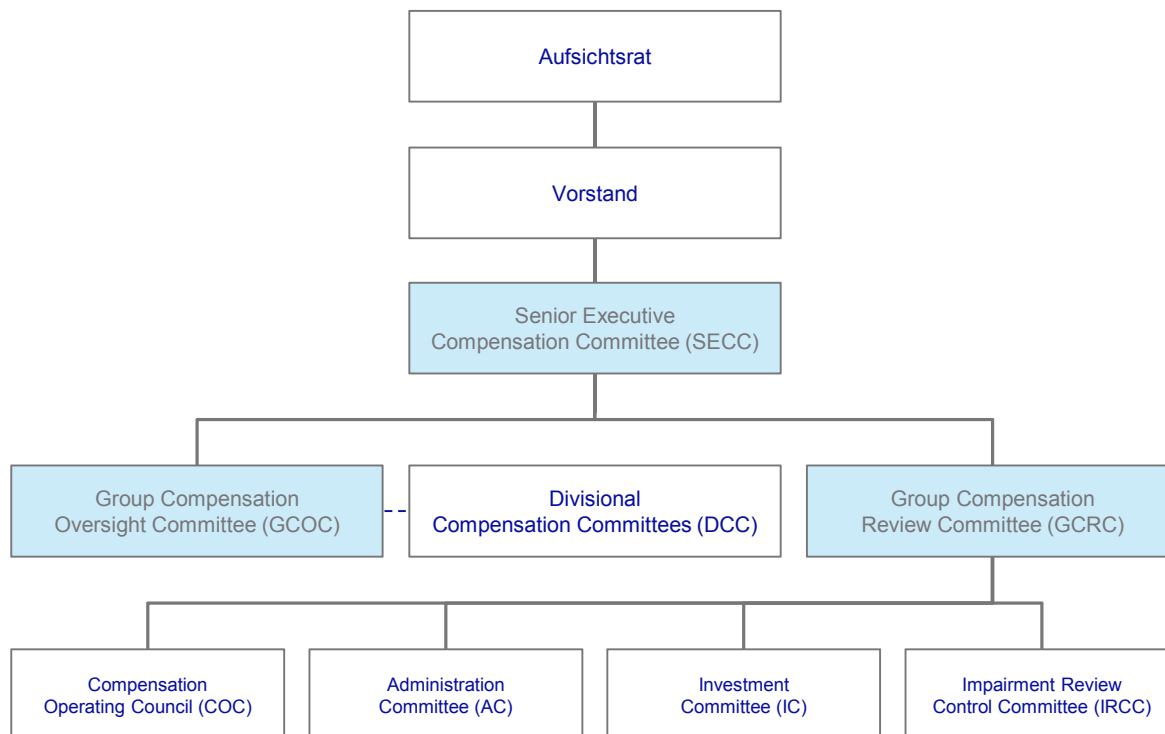 Aufsichtsrat
Vorstand
Senior Executive
Compensation Committee (SECC)
Group Compensation
Oversight Committee (GCOC)
Divisional
Compensation Committees (DCC)
Group Compensation
Review Committee (GCRC)
Compensation
Operating Council (COC)
Administration
Committee (AC)
Investment
Committee (IC)
Impairment Review
Control Committee (IRCC)